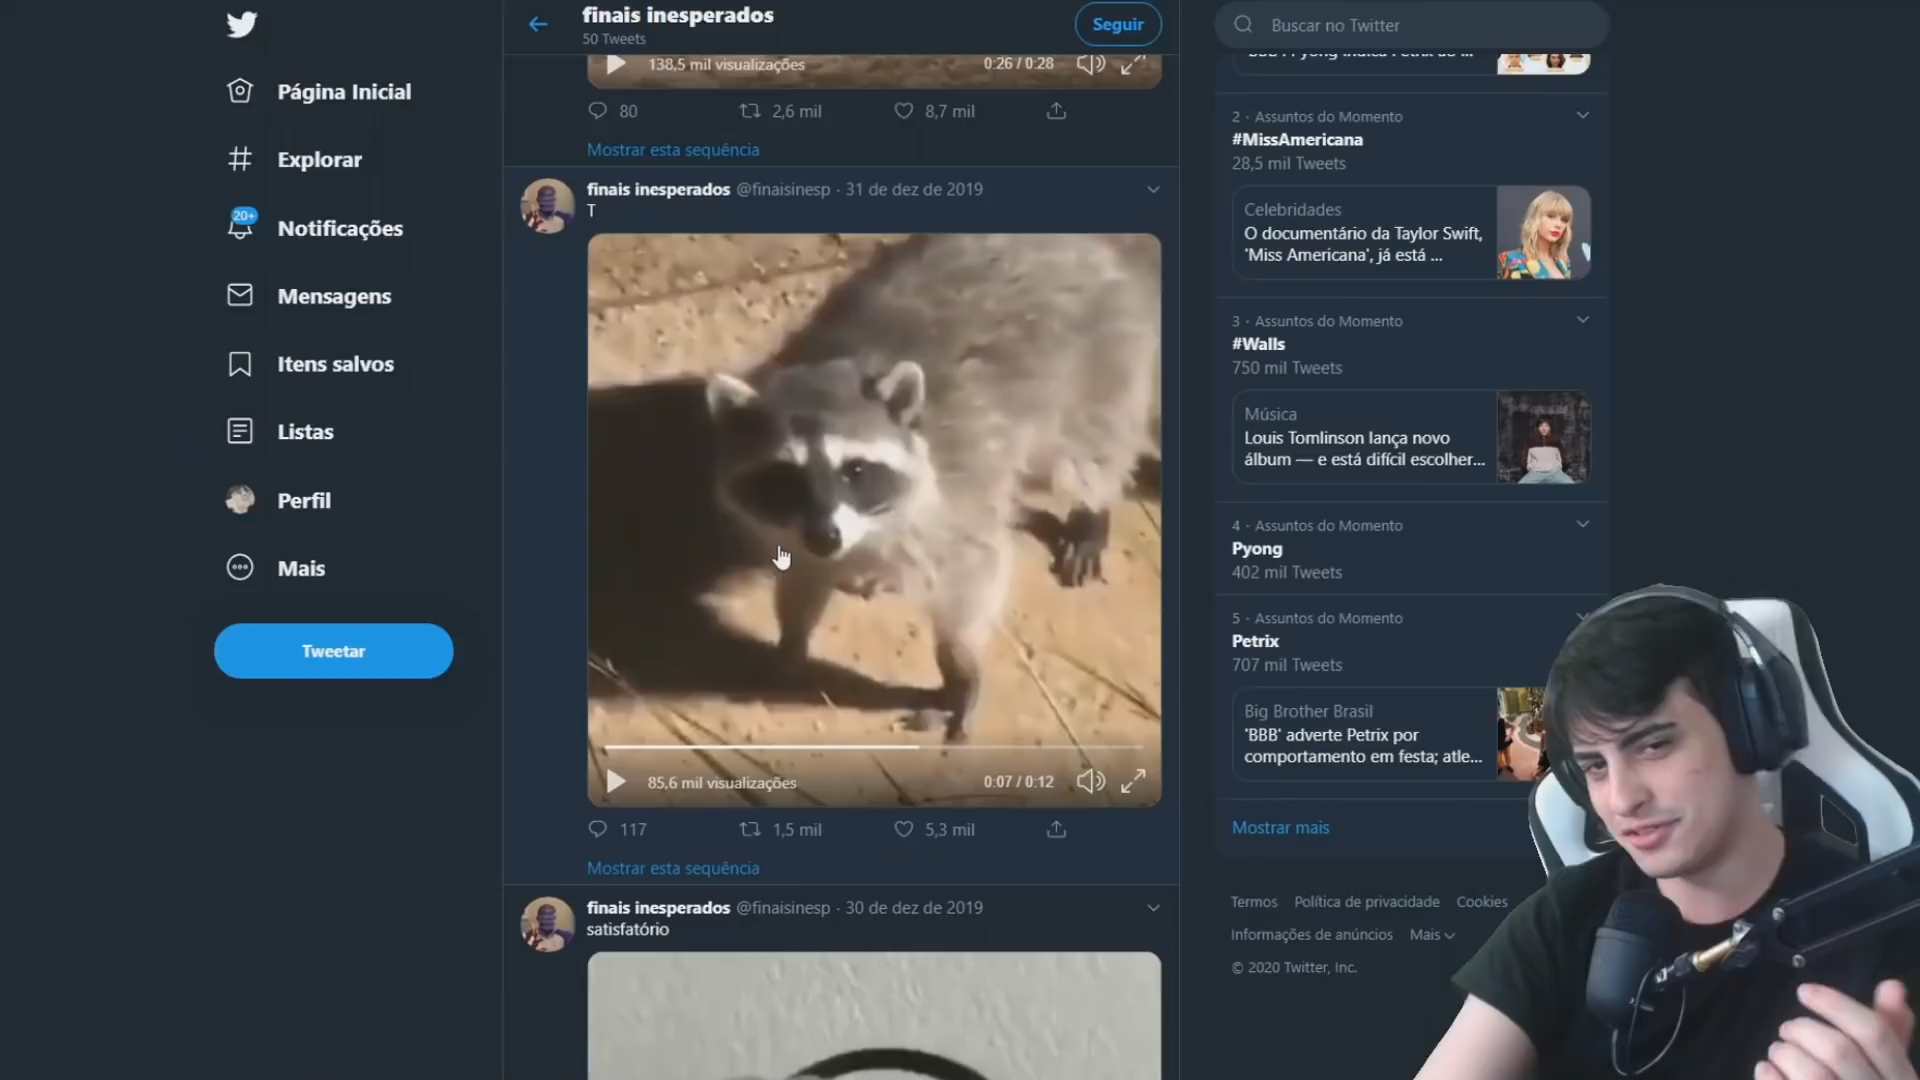 Página Inicial
Explorar
20+
Notificações
Mensagens
Itens salvos
Listas
Perfil
Mais
Tweetar
finais inesperados
50 Tweets
Seguir
138,5 mil visualizações
0:26 / 0:28
80
2,6 mil
8,7 mil
Mostrar esta sequência
finais inesperados @finaisinesp · 31 de dez de 2019
T
85,6 mil visualizações
0:07 / 0:12
117
1,5 mil
5,3 mil
Mostrar esta sequência
finais inesperados @finaisinesp · 30 de dez de 2019
satisfatório
Buscar no Twitter
2 · Assuntos do Momento
#MissAmericana
28,5 mil Tweets
Celebridades
O documentário da Taylor Swift,
'Miss Americana', já está ...
3 · Assuntos do Momento
#Walls
750 mil Tweets
Música
Louis Tomlinson lança novo
álbum — e está difícil escolher...
4 · Assuntos do Momento
Pyong
402 mil Tweets
5 · Assuntos do Momento
Petrix
707 mil Tweets
Big Brother Brasil
'BBB' adverte Petrix por
comportamento em festa; atle...
Mostrar mais
Termos Política de privacidade Cookies
Informações de anúncios Mais
© 2020 Twitter, Inc.